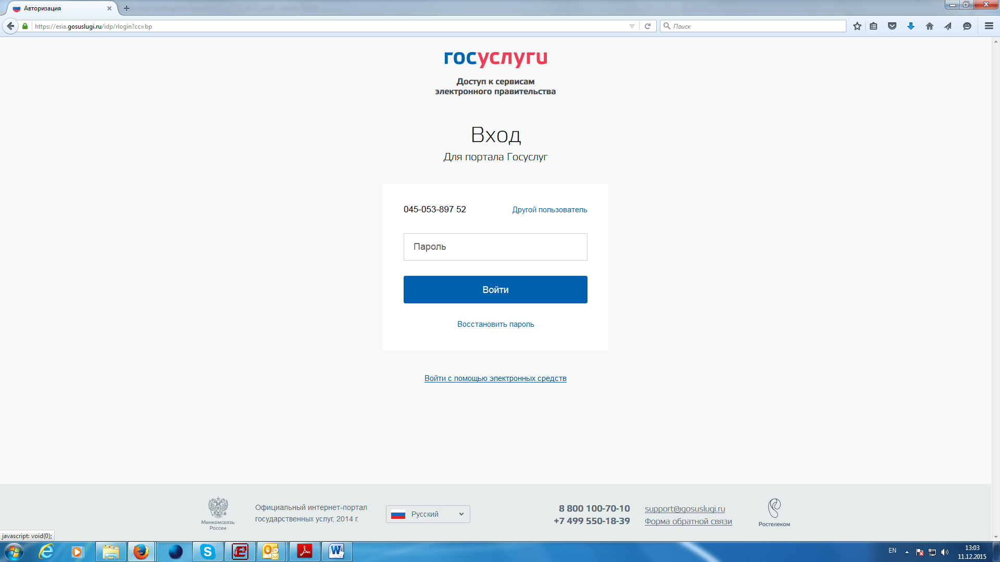 Авторизация
https://esia.gosuslugi.ru/idp/rlogin?cc=bp
Поиск
госуслуги
Доступ к сервисам
электронного правительства
Вход
Для портала Госуслуг
045-053-897 52
Другой пользователь
Пароль
Войти
Восстановить пароль
Войти с помощью электронных средств
Минкомсвязь
России
Официальный интернет-портал
государственных услуг, 2014 г.
Русский
8 800 100-70-10
+7 499 550-18-39
support@gosuslugi.ru
Форма обратной связи
Ростелеком
javascript: void(0);
EN
13:03
11.12.2015